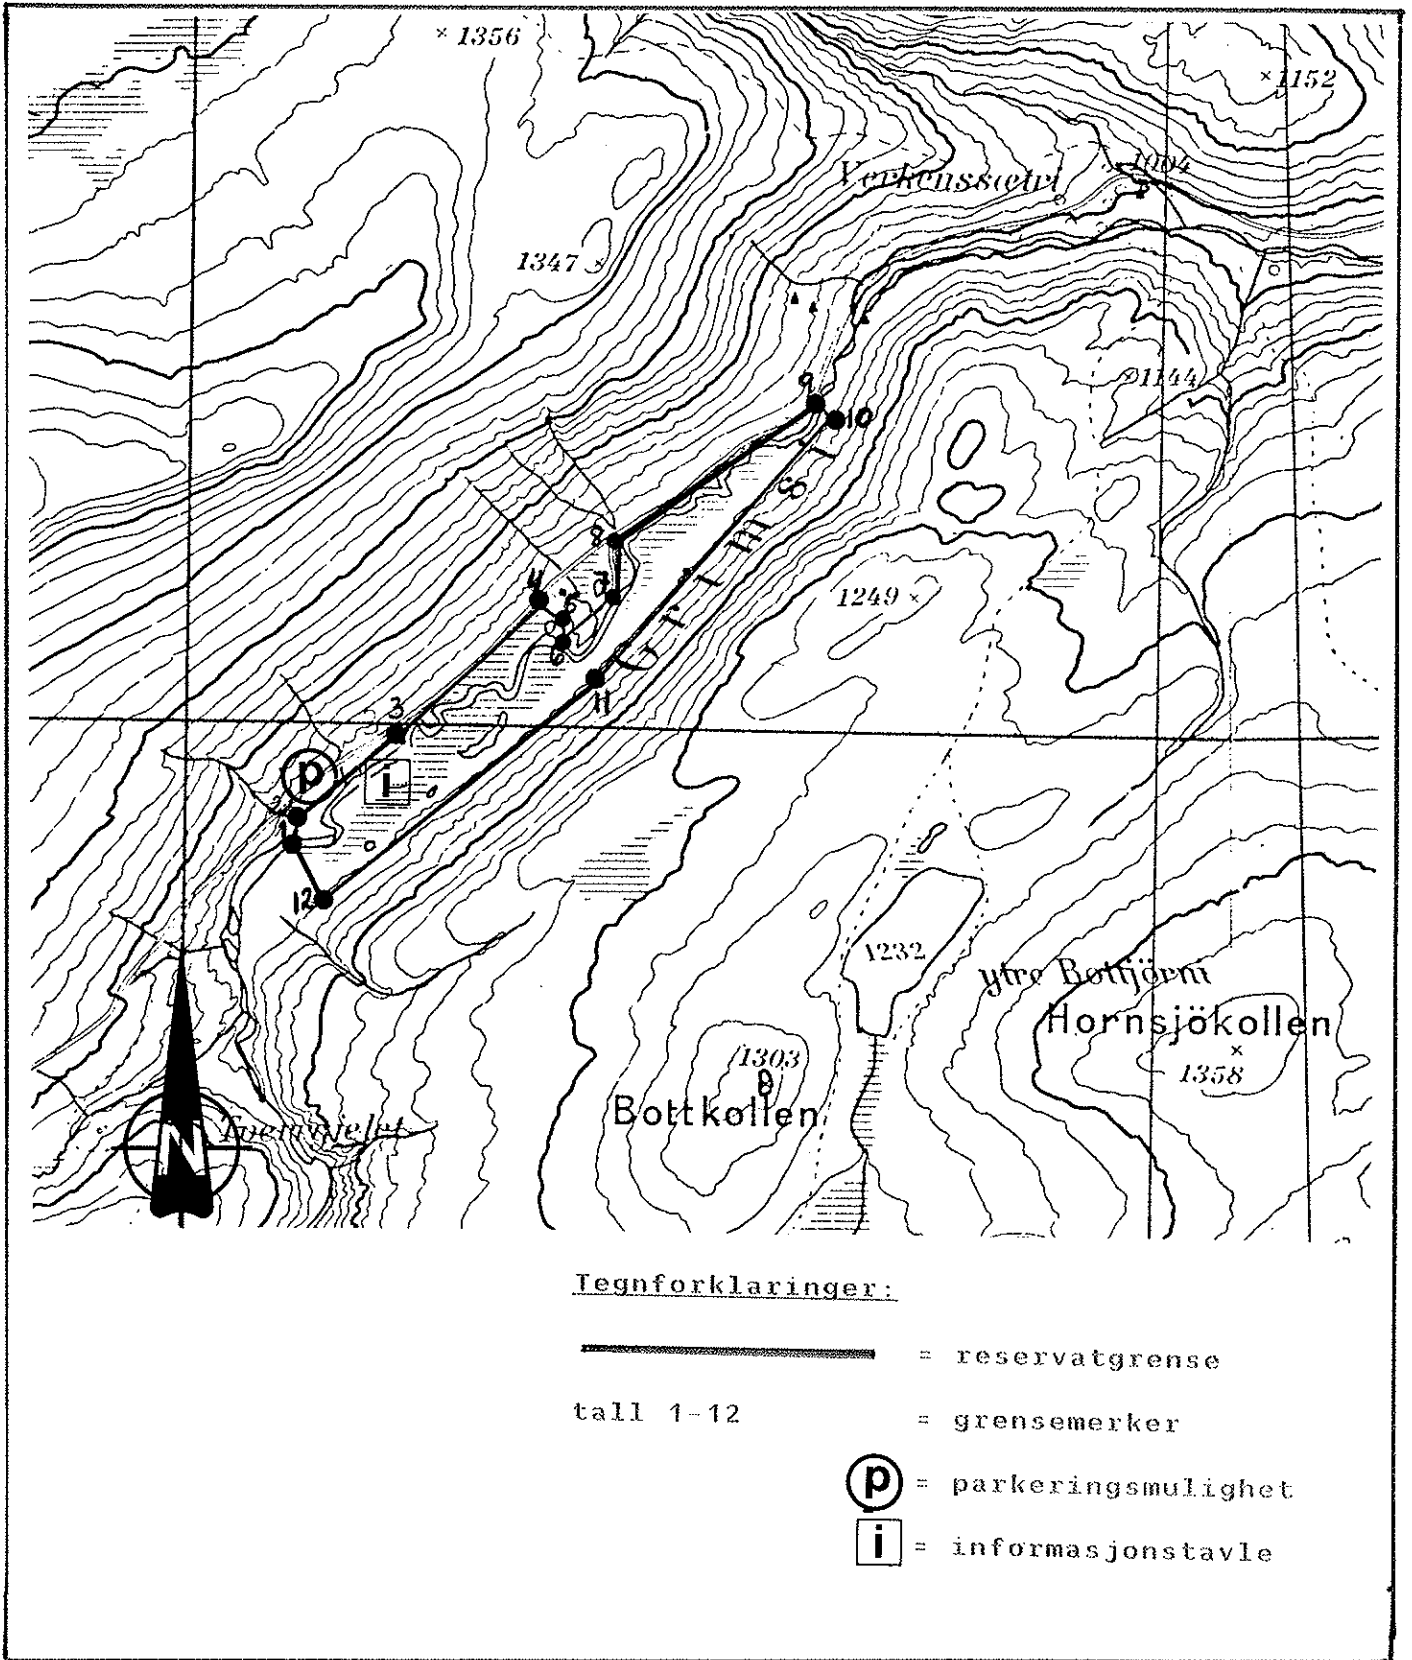 1356
1152
1004
Verkenssætri
1347
1144
9
10
8
Grimsi
4
7
5
1249
6
11
3
p
i
2
1
12
1232
ytre Bottjörni
Hornsjökollen
1303
1358
Bottkollen
N
Tegnforklaringer:
= reservatgrense
tall 1-12 = grensemerker
p = parkeringsmulighet
i = informasjonstavle